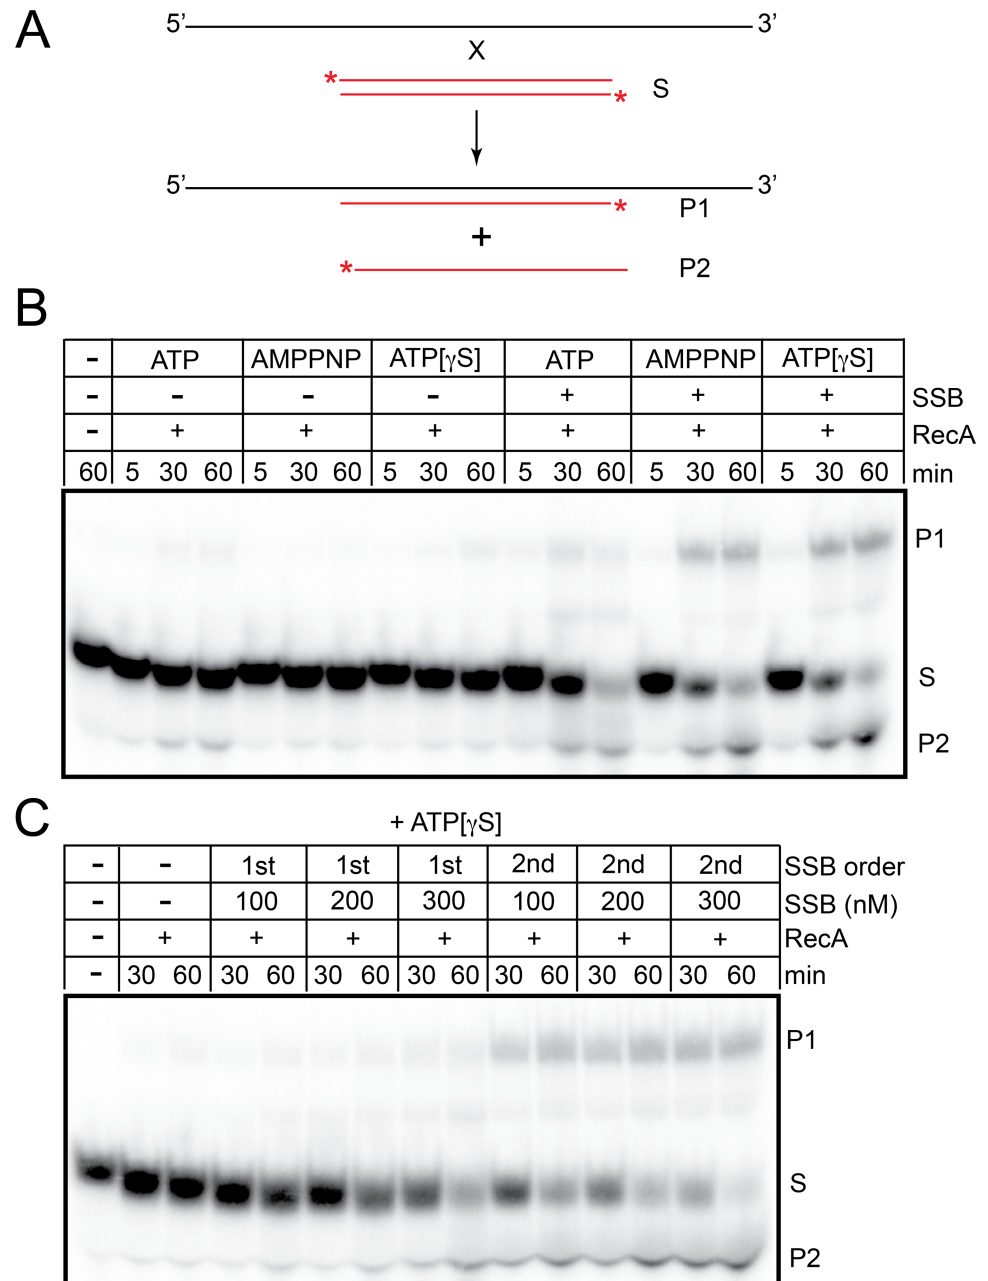 A
5’ 3’
X
* S
*
5’ 3’
* P1
+
* P2
B
- ATP AMPPNP ATP[γS] ATP AMPPNP ATP[γS]
- - - - + + + SSB
- + + + + + + RecA
60 5 30 60 5 30 60 5 30 60 5 30 60 5 30 60 5 30 60 min
P1
S
P2
C
+ ATP[γS]
- - 1st 1st 1st 2nd 2nd 2nd SSB order
- - 100 200 300 100 200 300 SSB (nM)
- + + + + + + + RecA
- 30 60 30 60 30 60 30 60 30 60 30 60 30 60 min
P1
S
P2